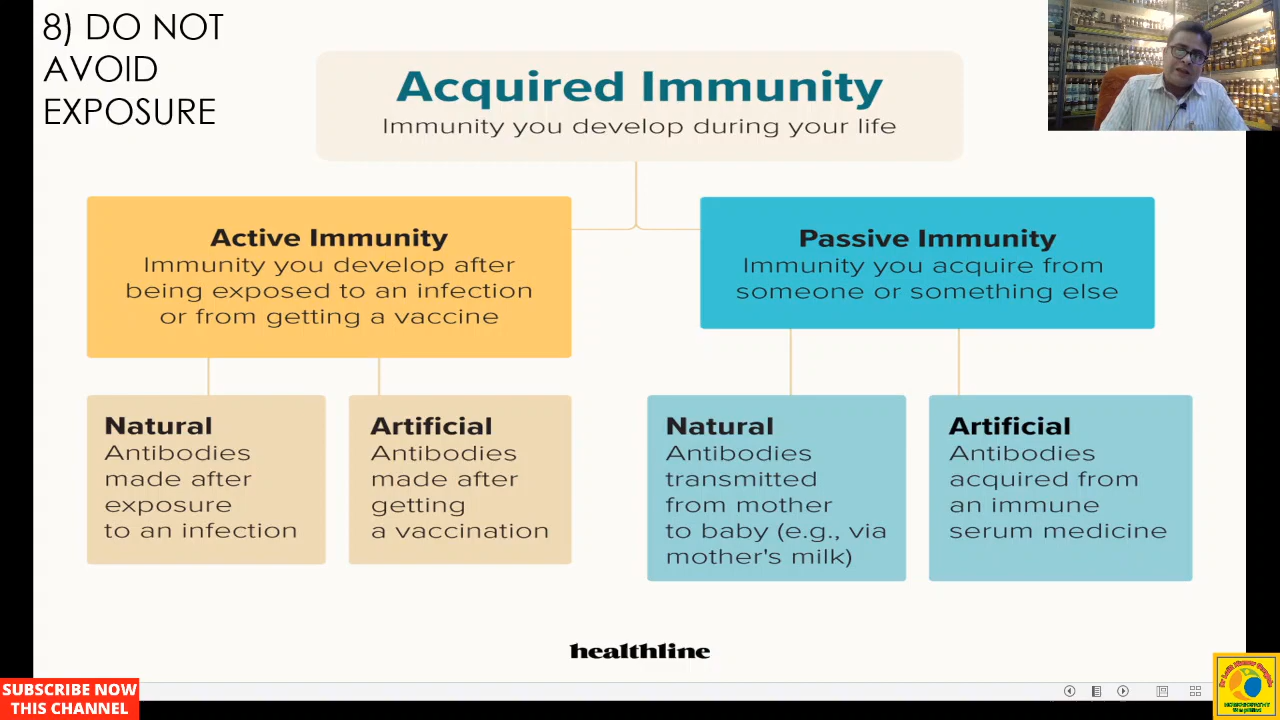 8) DO NOT
AVOID
EXPOSURE
Acquired Immunity
Immunity you develop during your life
Active Immunity
Immunity you develop after
being exposed to an infection
or from getting a vaccine
Passive Immunity
Immunity you acquire from
someone or something else
Natural
Antibodies
made after
exposure
to an infection
Artificial
Antibodies
made after
getting
a vaccination
Natural
Antibodies
transmitted
from mother
to baby (e.g., via
mother's milk)
Artificial
Antibodies
acquired from
an immune
serum medicine
healthline
SUBSCRIBE NOW
THIS CHANNEL